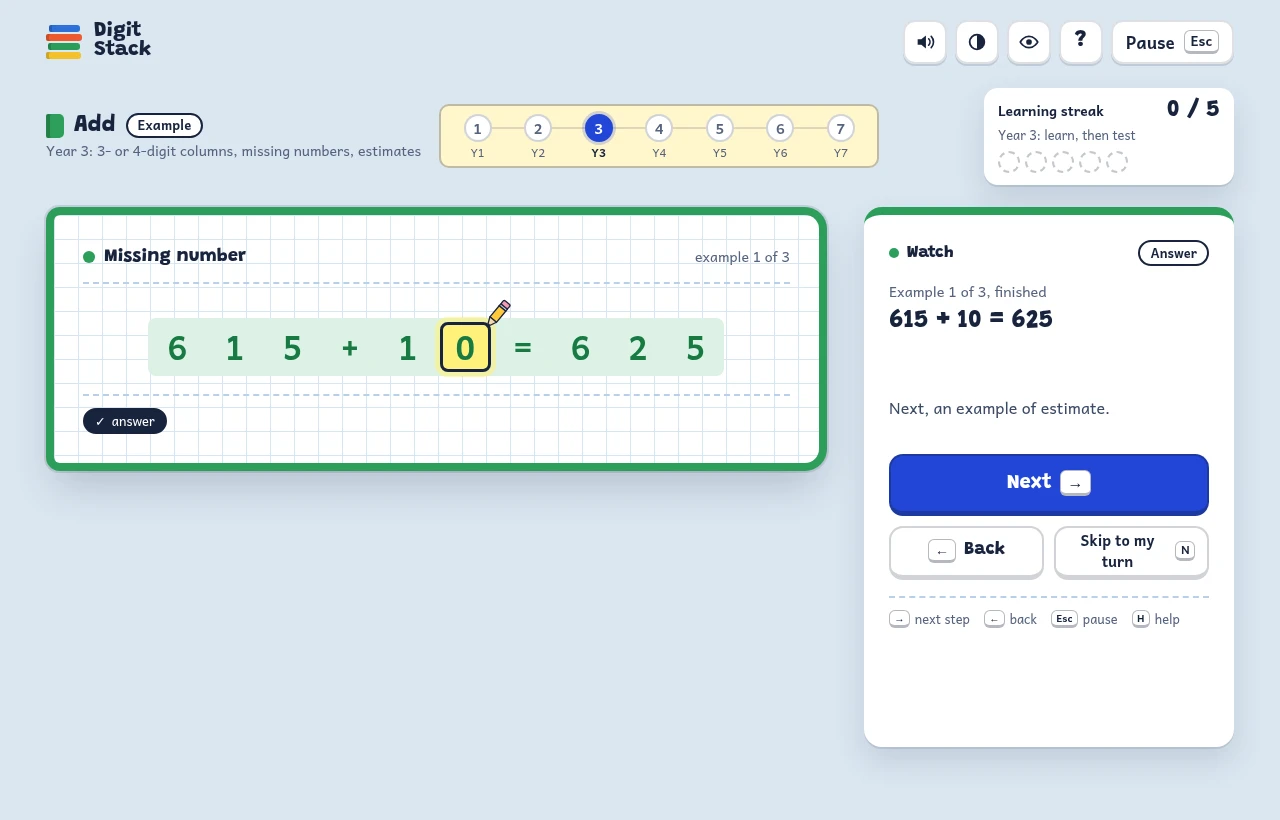 Digit
Stack
?
Pause Esc
Add Example
Year 3: 3- or 4-digit columns, missing numbers, estimates
1 2 3 4 5 6 7
Y1 Y2 Y3 Y4 Y5 Y6 Y7
Learning streak 0 / 5
Year 3: learn, then test
Missing number example 1 of 3
6 1 5 + 1 0 = 6 2 5
✓ answer
Watch Answer
Example 1 of 3, finished
615 + 10 = 625
Next, an example of estimate.
Next →
← Back
Skip to my turn N
→ next step ← back Esc pause H help